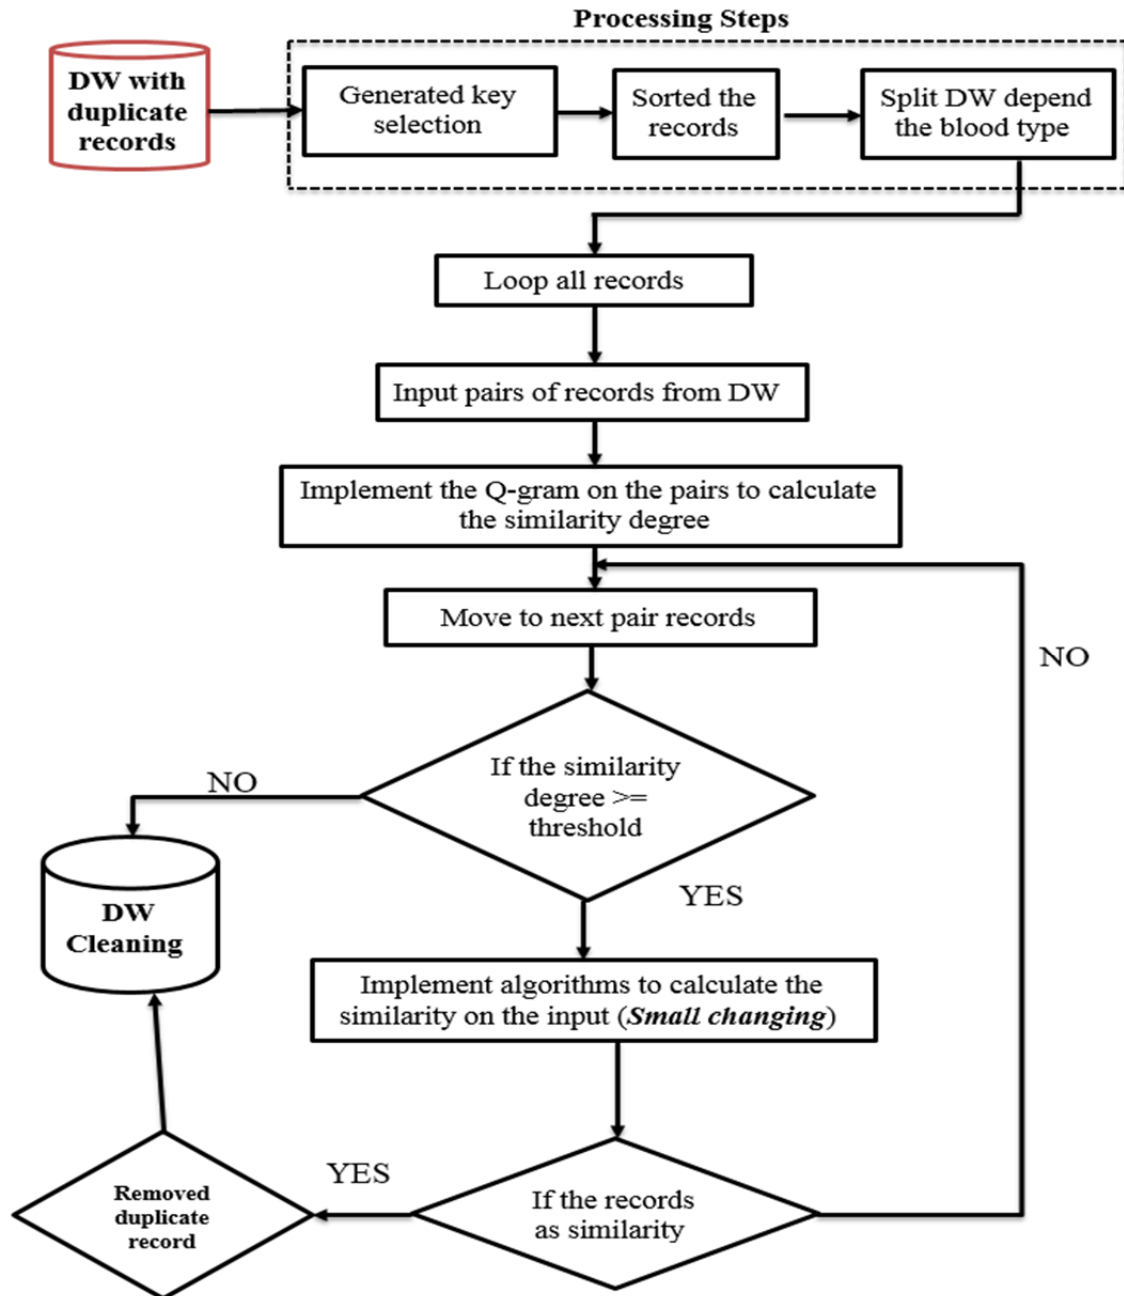 Processing Steps
DW with
duplicate
records
Generated key
selection
Sorted the
records
Split DW depend
the blood type
Loop all records
Input pairs of records from DW
Implement the Q-gram on the pairs to calculate
the similarity degree
Move to next pair records
NO
If the similarity
degree >=
threshold
NO
DW
Cleaning
YES
Implement algorithms to calculate the
similarity on the input (Small changing)
If the records
as similarity
YES
Removed
duplicate
record